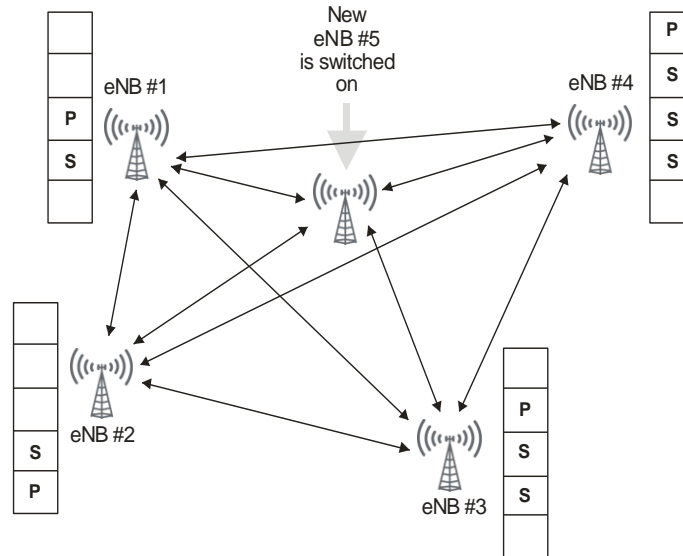 New
eNB #5
is switched
on
eNB #1
P
S
eNB #4
P
S
S
S
eNB #2
S
P
eNB #3
P
S
S